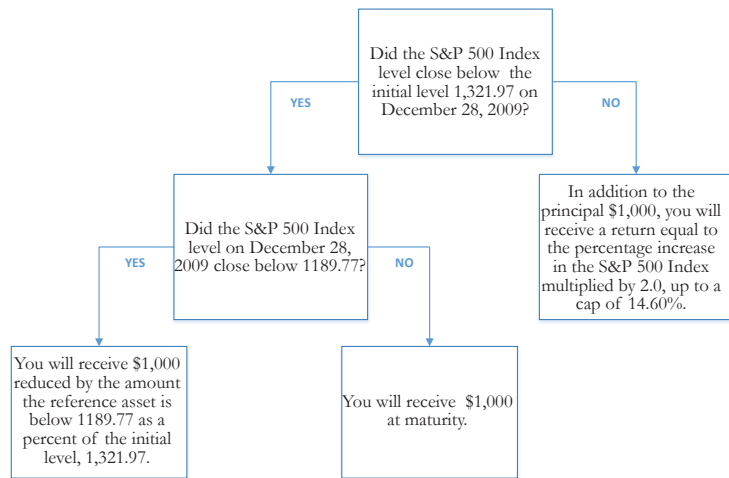 Did the S&P 500 Index
level close below the
initial level 1,321.97 on
December 28, 2009?
YES
NO
Did the S&P 500 Index
level on December 28,
2009 close below 1189.77?
In addition to the
principal $1,000, you will
receive a return equal to
the percentage increase
in the S&P 500 Index
multiplied by 2.0, up to a
cap of 14.60%.
YES
NO
You will receive $1,000
reduced by the amount
the reference asset is
below 1189.77 as a
percent of the initial
level, 1,321.97.
You will receive $1,000
at maturity.